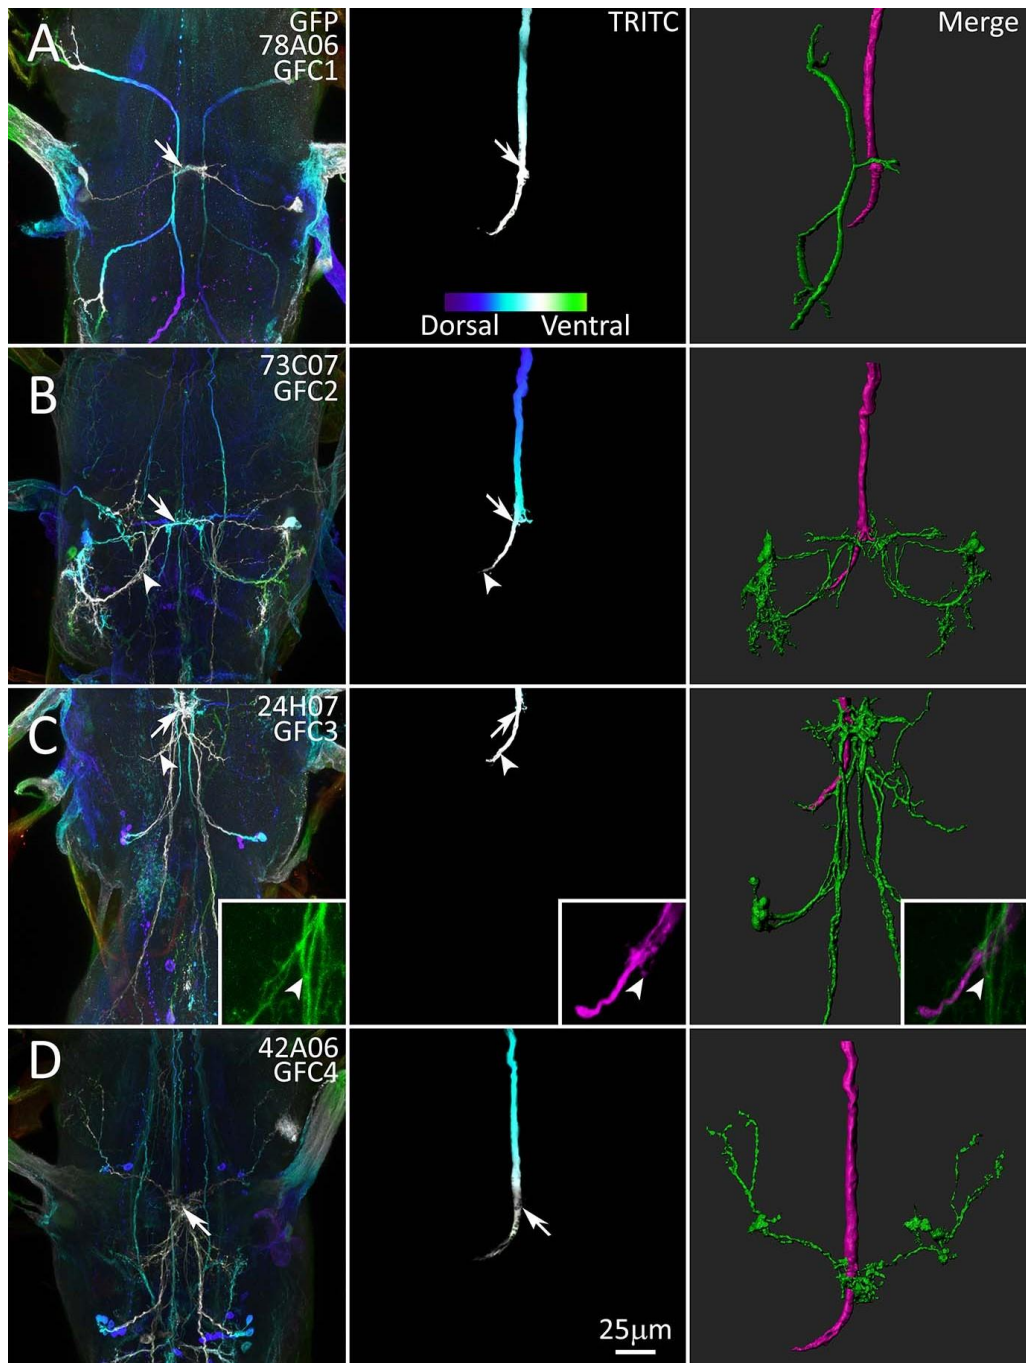 A
GFP
78A06
GFC1
TRITC
Merge
Dorsal Ventral
B
73C07
GFC2
C
24H07
GFC3
D
42A06
GFC4
25μm